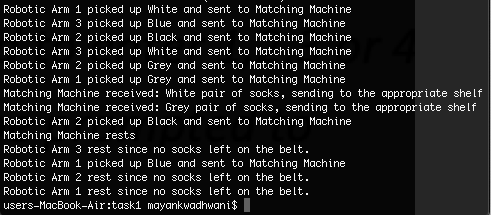 Robotic Arm 1 picked up White and sent to Matching Machine
Robotic Arm 3 picked up Blue and sent to Matching Machine
Robotic Arm 2 picked up Black and sent to Matching Machine
Robotic Arm 3 picked up White and sent to Matching Machine
Robotic Arm 2 picked up Grey and sent to Matching Machine
Robotic Arm 1 picked up Grey and sent to Matching Machine
Matching Machine received: White pair of socks, sending to the appropriate shelf
Matching Machine received: Grey pair of socks, sending to the appropriate shelf
Robotic Arm 2 picked up Black and sent to Matching Machine
Matching Machine rests
Robotic Arm 3 rest since no socks left on the belt.
Robotic Arm 1 picked up Blue and sent to Matching Machine
Robotic Arm 2 rest since no socks left on the belt.
Robotic Arm 1 rest since no socks left on the belt.
users-MacBook-Air:task1 mayankwadhwani$